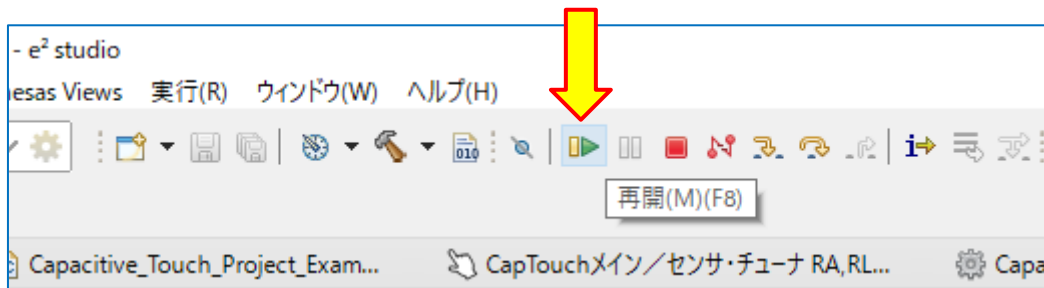 - e² studio
esas Views 実行(R) ウィンドウ(W) ヘルプ(H)
010
i
再開(M)(F8)
Capacitive_Touch_Project_Exam... CapTouchメイン／センサ・チューナ RA,RL... Capa